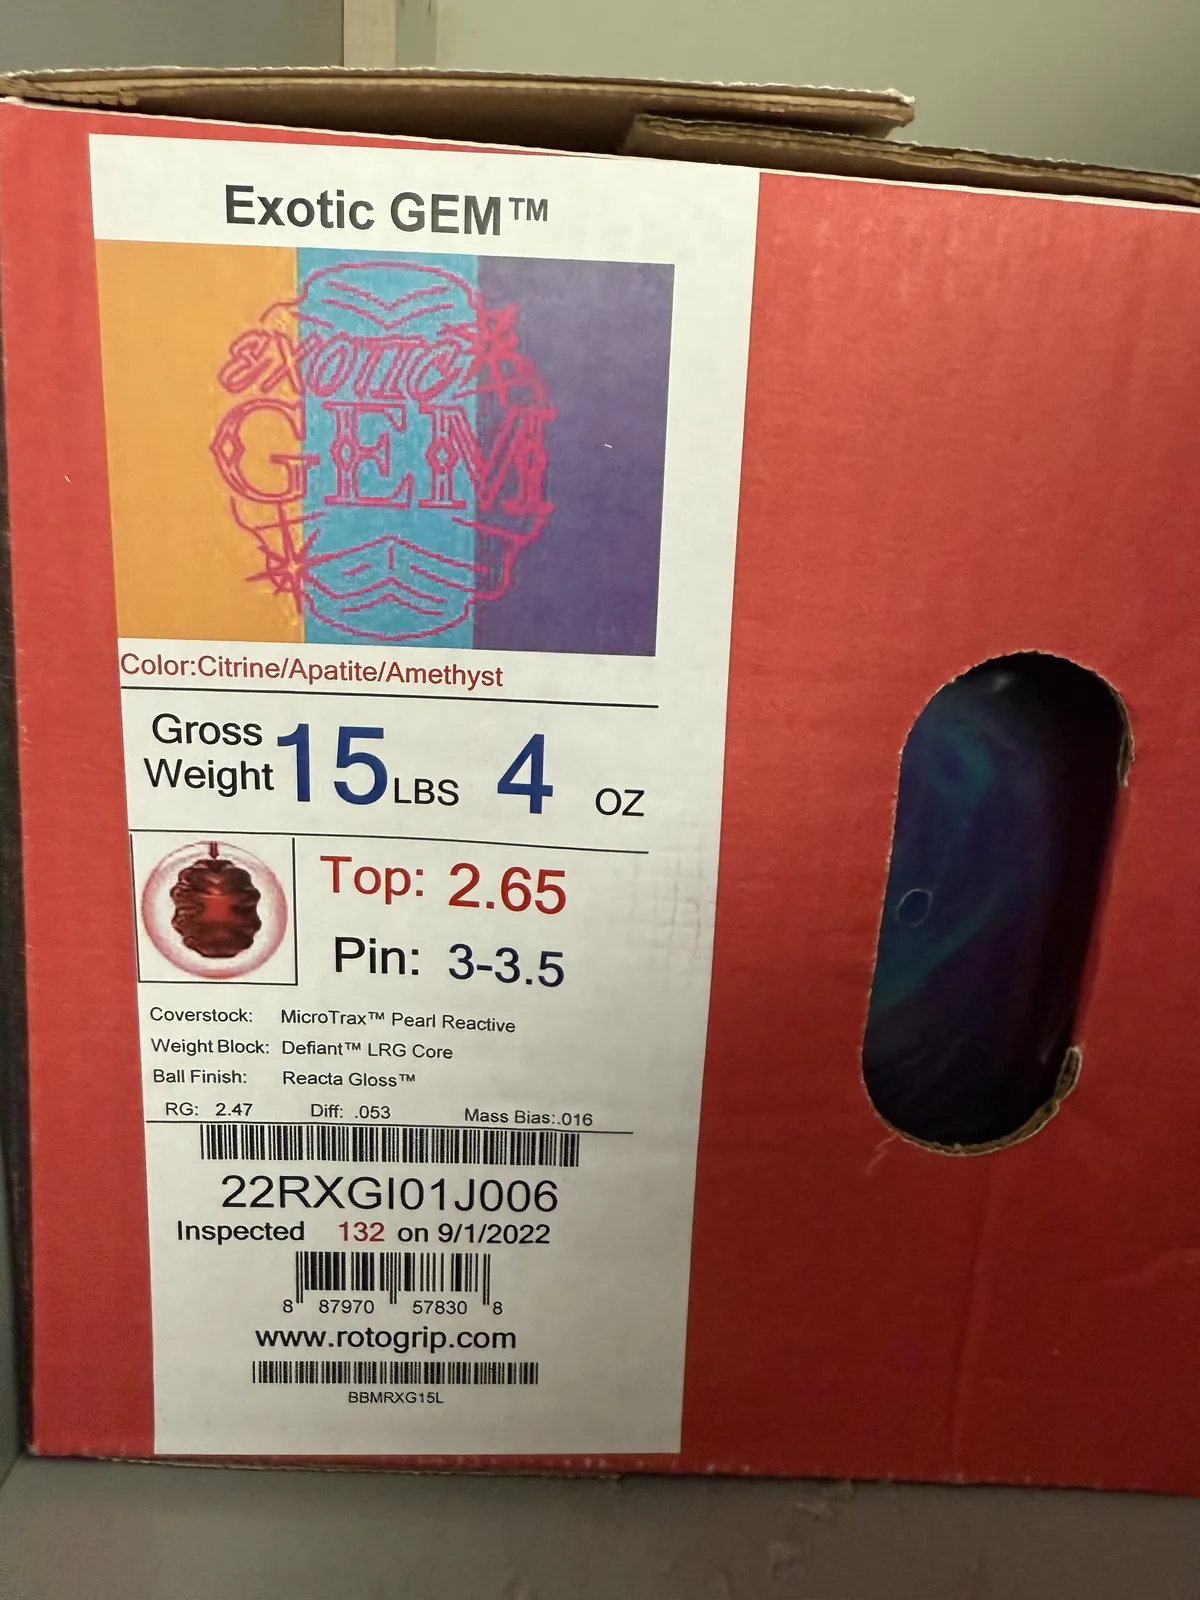 Exotic GEM™
EXOTIC
GEM
Color:Citrine/Apatite/Amethyst
Gross Weight 15 LBS 4 OZ
Top: 2.65
Pin: 3-3.5
Coverstock: MicroTrax™ Pearl Reactive
Weight Block: Defiant™ LRG Core
Ball Finish: Reacta Gloss™
RG: 2.47 Diff: .053 Mass Bias:.016
22RXGI01J006
Inspected 132 on 9/1/2022
8 87970 57830 8
www.rotogrip.com
BBMRXG15L